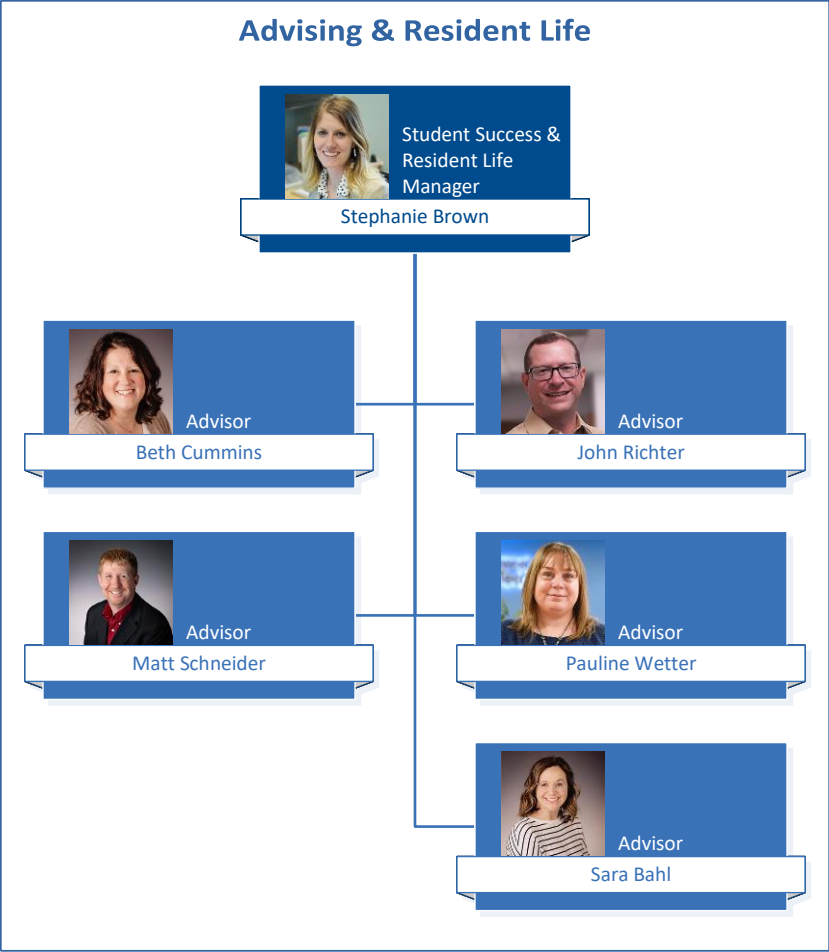 Advising & Resident Life
Student Success &
Resident Life
Manager
Stephanie Brown
Advisor
Beth Cummins
Advisor
John Richter
Advisor
Matt Schneider
Advisor
Pauline Wetter
Advisor
Sara Bahl